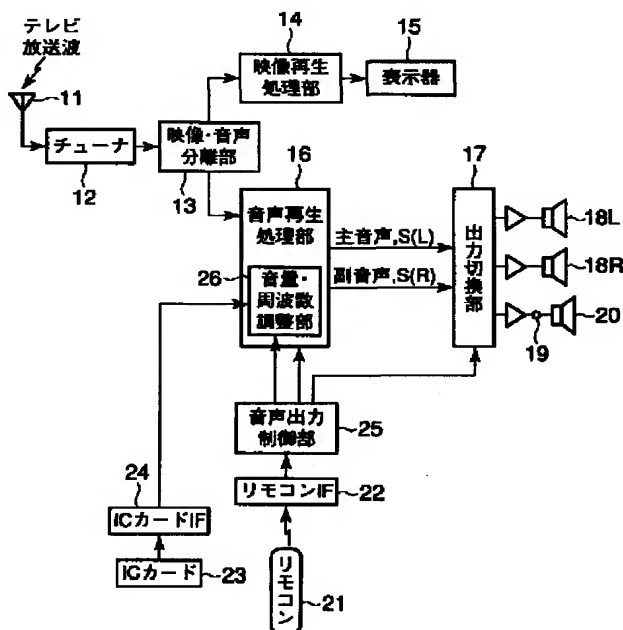 テレビ
放送波
11
チューナ
12
映像・音声
分離部
13
14
映像再生
処理部
15
表示器
16
音声再生
処理部
26
音量・
周波数
調整部
主音声,S(L)
副音声,S(R)
17
出力切換部
18L
18R
19
20
音声出力
制御部
25
リモコンIF
22
24
ICカードIF
ICカード
23
リモコン
21